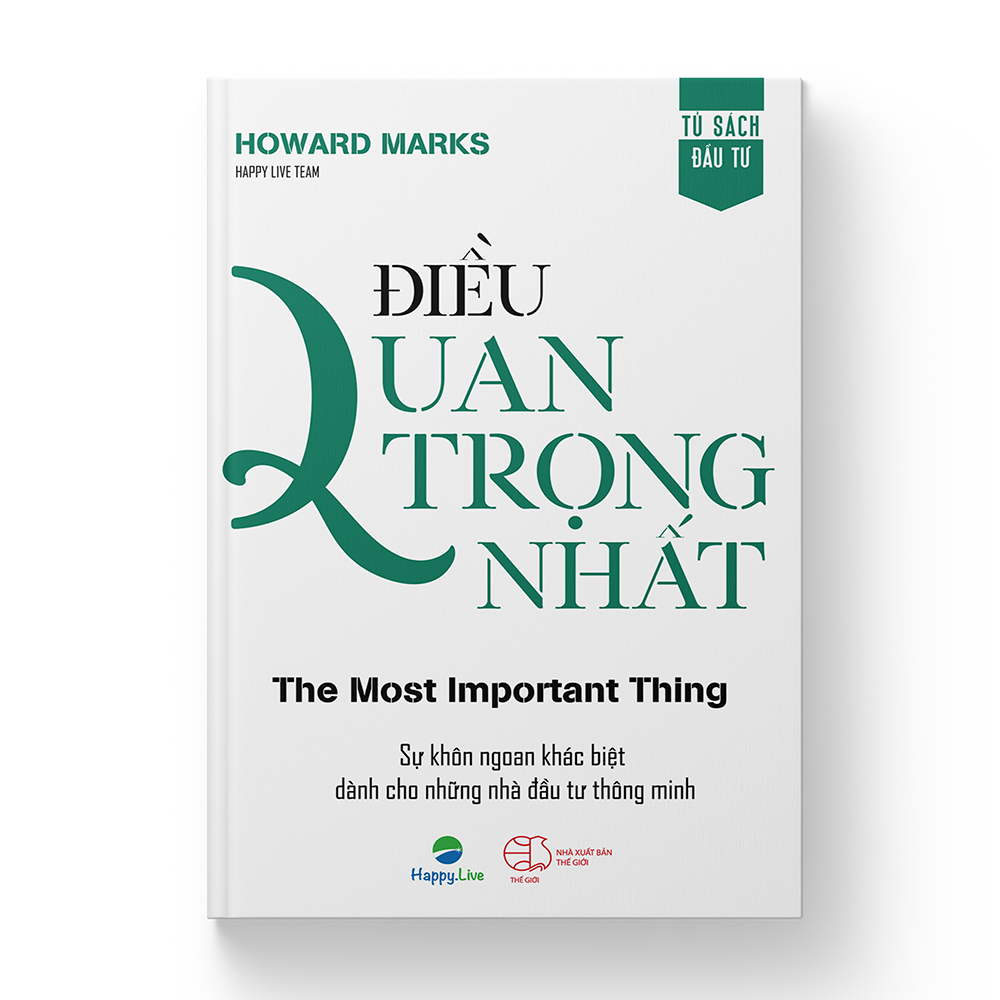 HOWARD MARKS
HAPPY LIVE TEAM
TỦ SÁCH
ĐẦU TƯ
ĐIỀU
QUAN
TRỌNG
NHẤT
The Most Important Thing
Sự khôn ngoan khác biệt
dành cho những nhà đầu tư thông minh
Happy.Live
NHÀ XUẤT BẢN
THẾ GIỚI
THẾ GIỚI